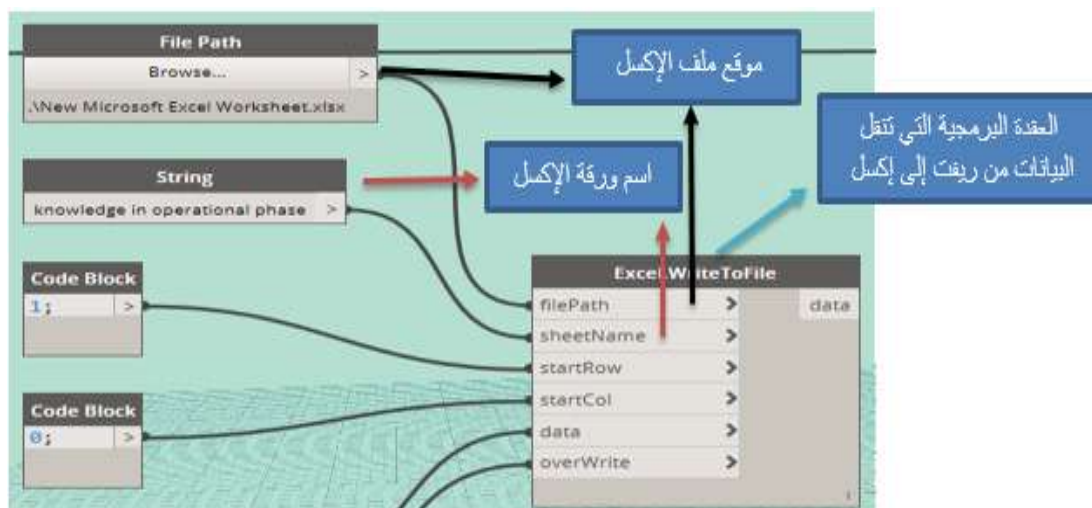 File Path
Browse...
>
.\New Microsoft Excel Worksheet.xlsx
موقع ملف الإكسل
العقدة البرمجية التي تنقل
البيانات من ريفت إلى إكسل
String
knowledge in operational phase
>
اسم ورقة الإكسل
Code Block
1;
>
Excel.WriteToFile
filePath
>
data
sheetName
>
startRow
>
startCol
>
data
>
overWrite
>
Code Block
0;
>